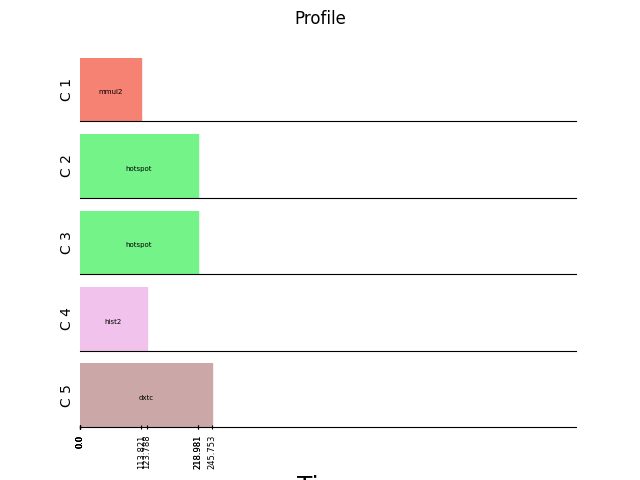 Profile
C 1
mmul2
C 2
hotspot
C 3
hotspot
C 4
hist2
C 5
dxtc
0.0
113.821
123.788
218.981
245.753